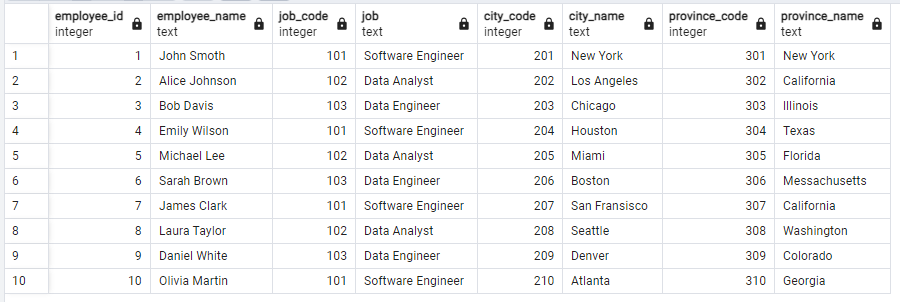 employee_id employee_name job_code job city_code city_name province_code province_name
integer text integer text integer text integer text
1 1 John Smoth 101 Software Engineer 201 New York 301 New York
2 2 Alice Johnson 102 Data Analyst 202 Los Angeles 302 California
3 3 Bob Davis 103 Data Engineer 203 Chicago 303 Illinois
4 4 Emily Wilson 101 Software Engineer 204 Houston 304 Texas
5 5 Michael Lee 102 Data Analyst 205 Miami 305 Florida
6 6 Sarah Brown 103 Data Engineer 206 Boston 306 Messachusetts
7 7 James Clark 101 Software Engineer 207 San Fransisco 307 California
8 8 Laura Taylor 102 Data Analyst 208 Seattle 308 Washington
9 9 Daniel White 103 Data Engineer 209 Denver 309 Colorado
10 10 Olivia Martin 101 Software Engineer 210 Atlanta 310 Georgia